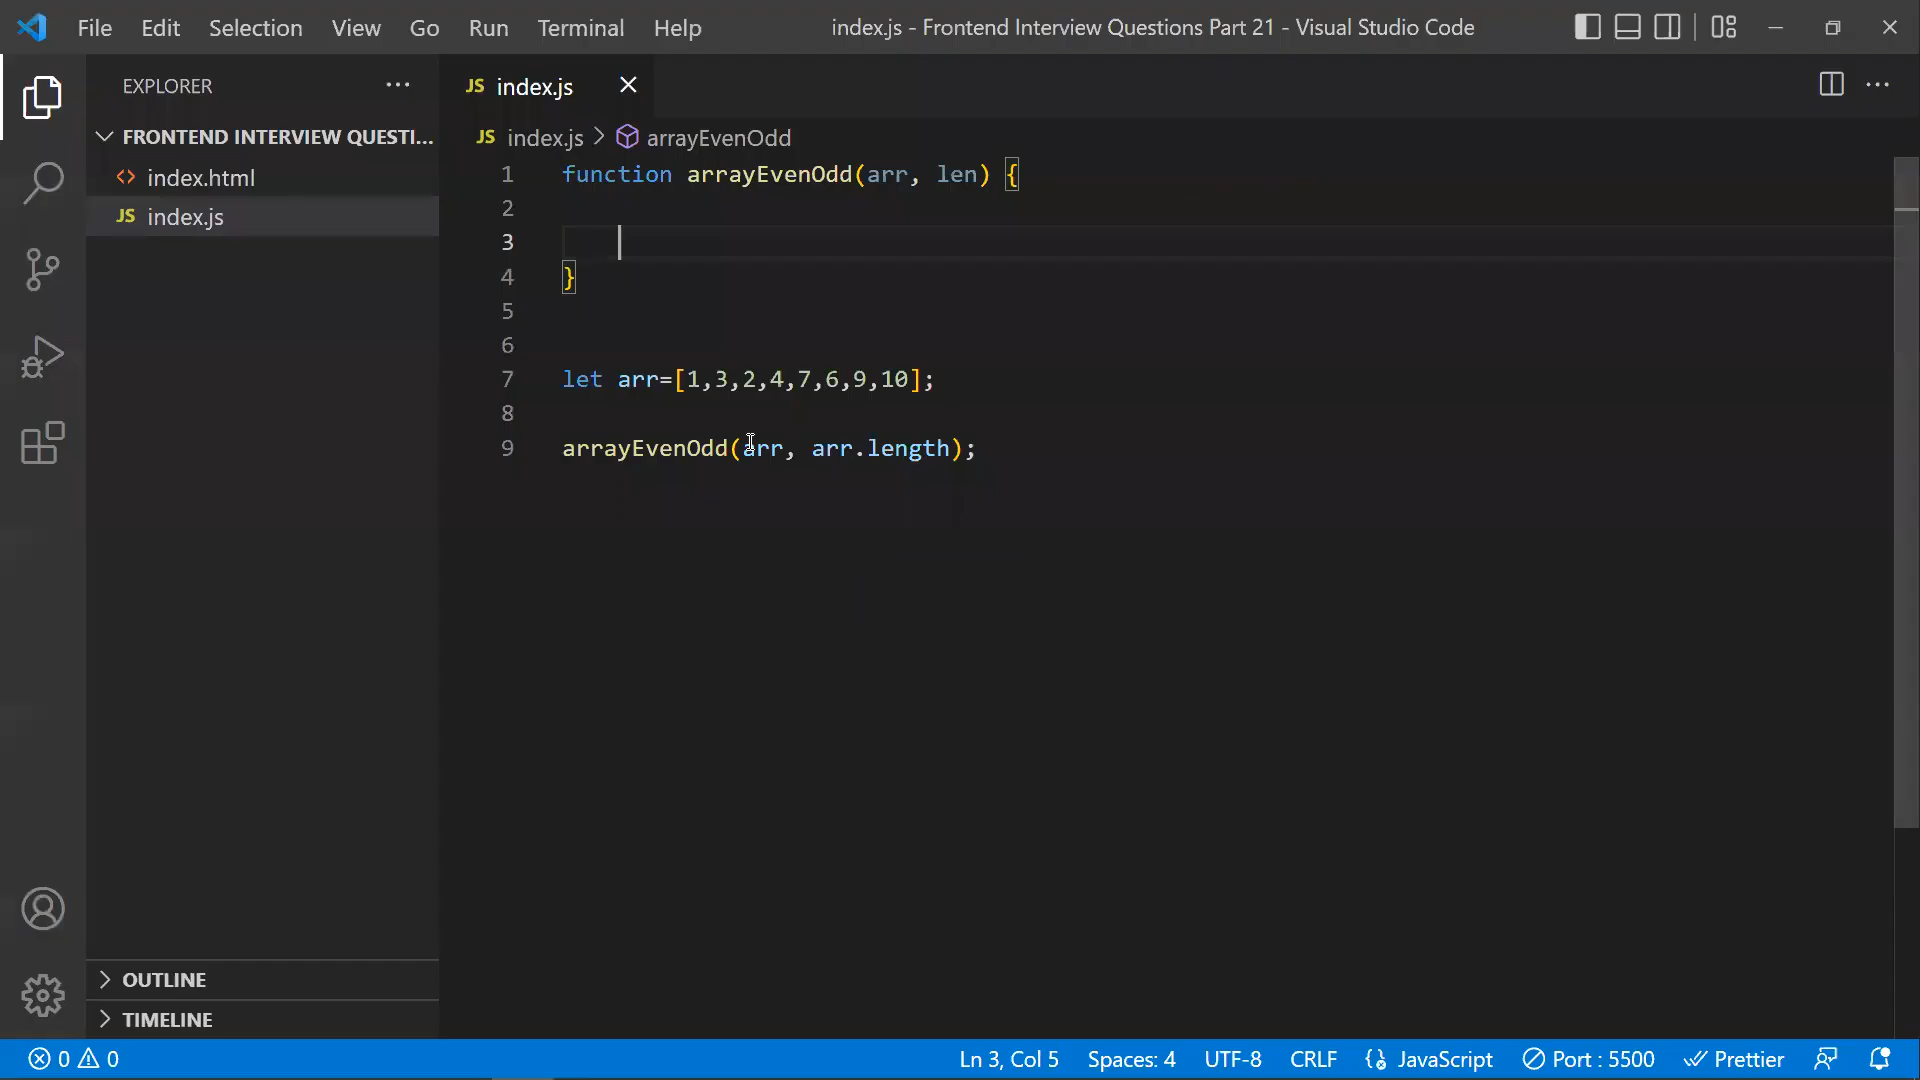 File Edit Selection View Go Run Terminal Help index.js - Frontend Interview Questions Part 21 - Visual Studio Code
EXPLORER
FRONTEND INTERVIEW QUESTI...
<> index.html
JS index.js
OUTLINE
TIMELINE
JS index.js
JS index.js > arrayEvenOdd
1 function arrayEvenOdd(arr, len) {
2
3
4 }
5
6
7 let arr=[1,3,2,4,7,6,9,10];
8
9 arrayEvenOdd(arr, arr.length);
0 0 Ln 3, Col 5 Spaces: 4 UTF-8 CRLF JavaScript Port : 5500 Prettier